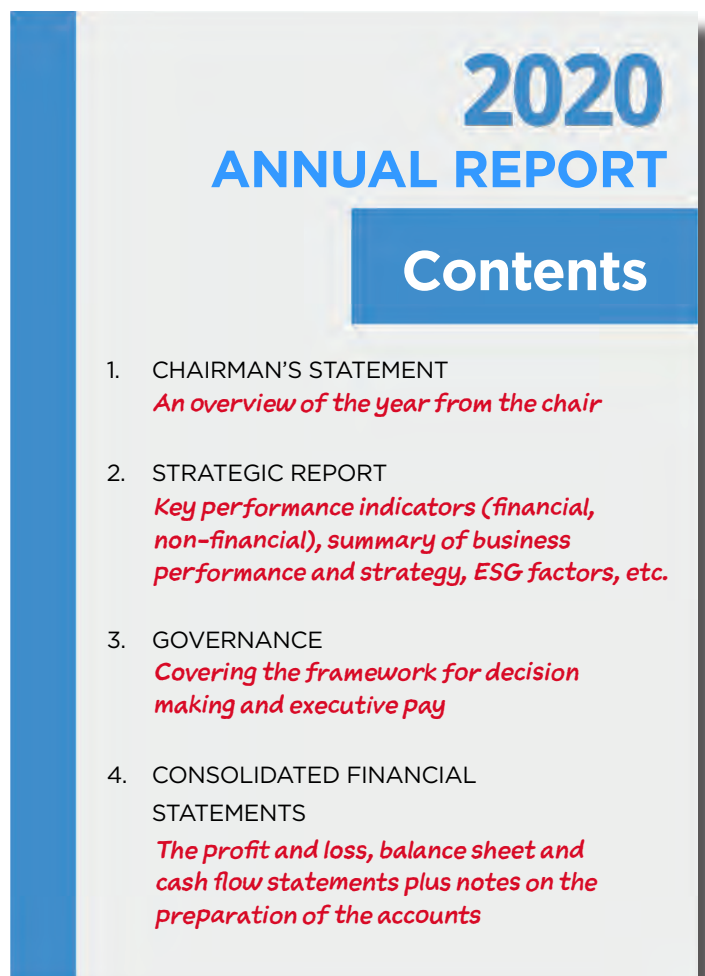 2020
ANNUAL REPORT
Contents
1. CHAIRMAN’S STATEMENT
An overview of the year from the chair
2. STRATEGIC REPORT
Key performance indicators (financial,
non-financial), summary of business
performance and strategy, ESG factors, etc.
3. GOVERNANCE
Covering the framework for decision
making and executive pay
4. CONSOLIDATED FINANCIAL
STATEMENTS
The profit and loss, balance sheet and
cash flow statements plus notes on the
preparation of the accounts